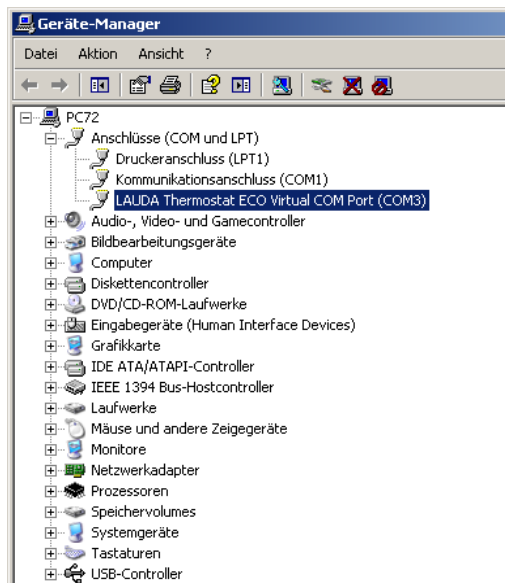 Geräte-Manager
Datei Aktion Ansicht ?
PC72
Anschlüsse (COM und LPT)
Druckeranschluss (LPT1)
Kommunikationsanschluss (COM1)
LAUDA Thermostat ECO Virtual COM Port (COM3)
Audio-, Video- und Gamecontroller
Bildbearbeitungsgeräte
Computer
Diskettencontroller
DVD/CD-ROM-Laufwerke
Eingabegeräte (Human Interface Devices)
Grafikkarte
IDE ATA/ATAPI-Controller
IEEE 1394 Bus-Hostcontroller
Laufwerke
Mäuse und andere Zeigegeräte
Monitore
Netzwerkadapter
Prozessoren
Speichervolumes
Systemgeräte
Tastaturen
USB-Controller